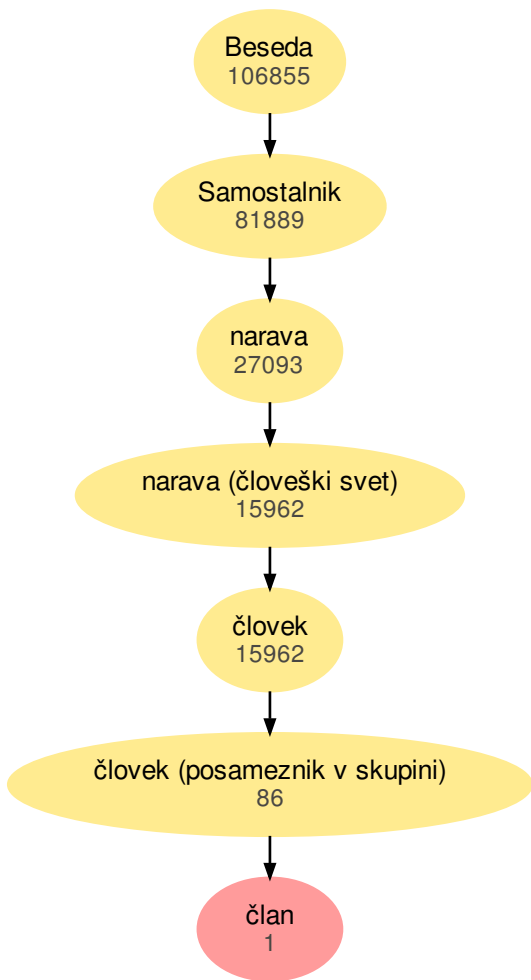 Beseda
106855
Samostalnik
81889
narava
27093
narava (človeški svet)
15962
človek
15962
človek (posameznik v skupini)
86
član
1